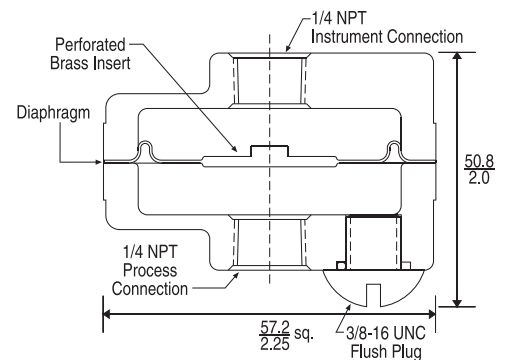 1/4 NPT
Instrument Connection
Perforated
Brass Insert
Diaphragm
50.8
2.0
1/4 NPT
Process
Connection
57.2 sq.
2.25
3/8-16 UNC
Flush Plug